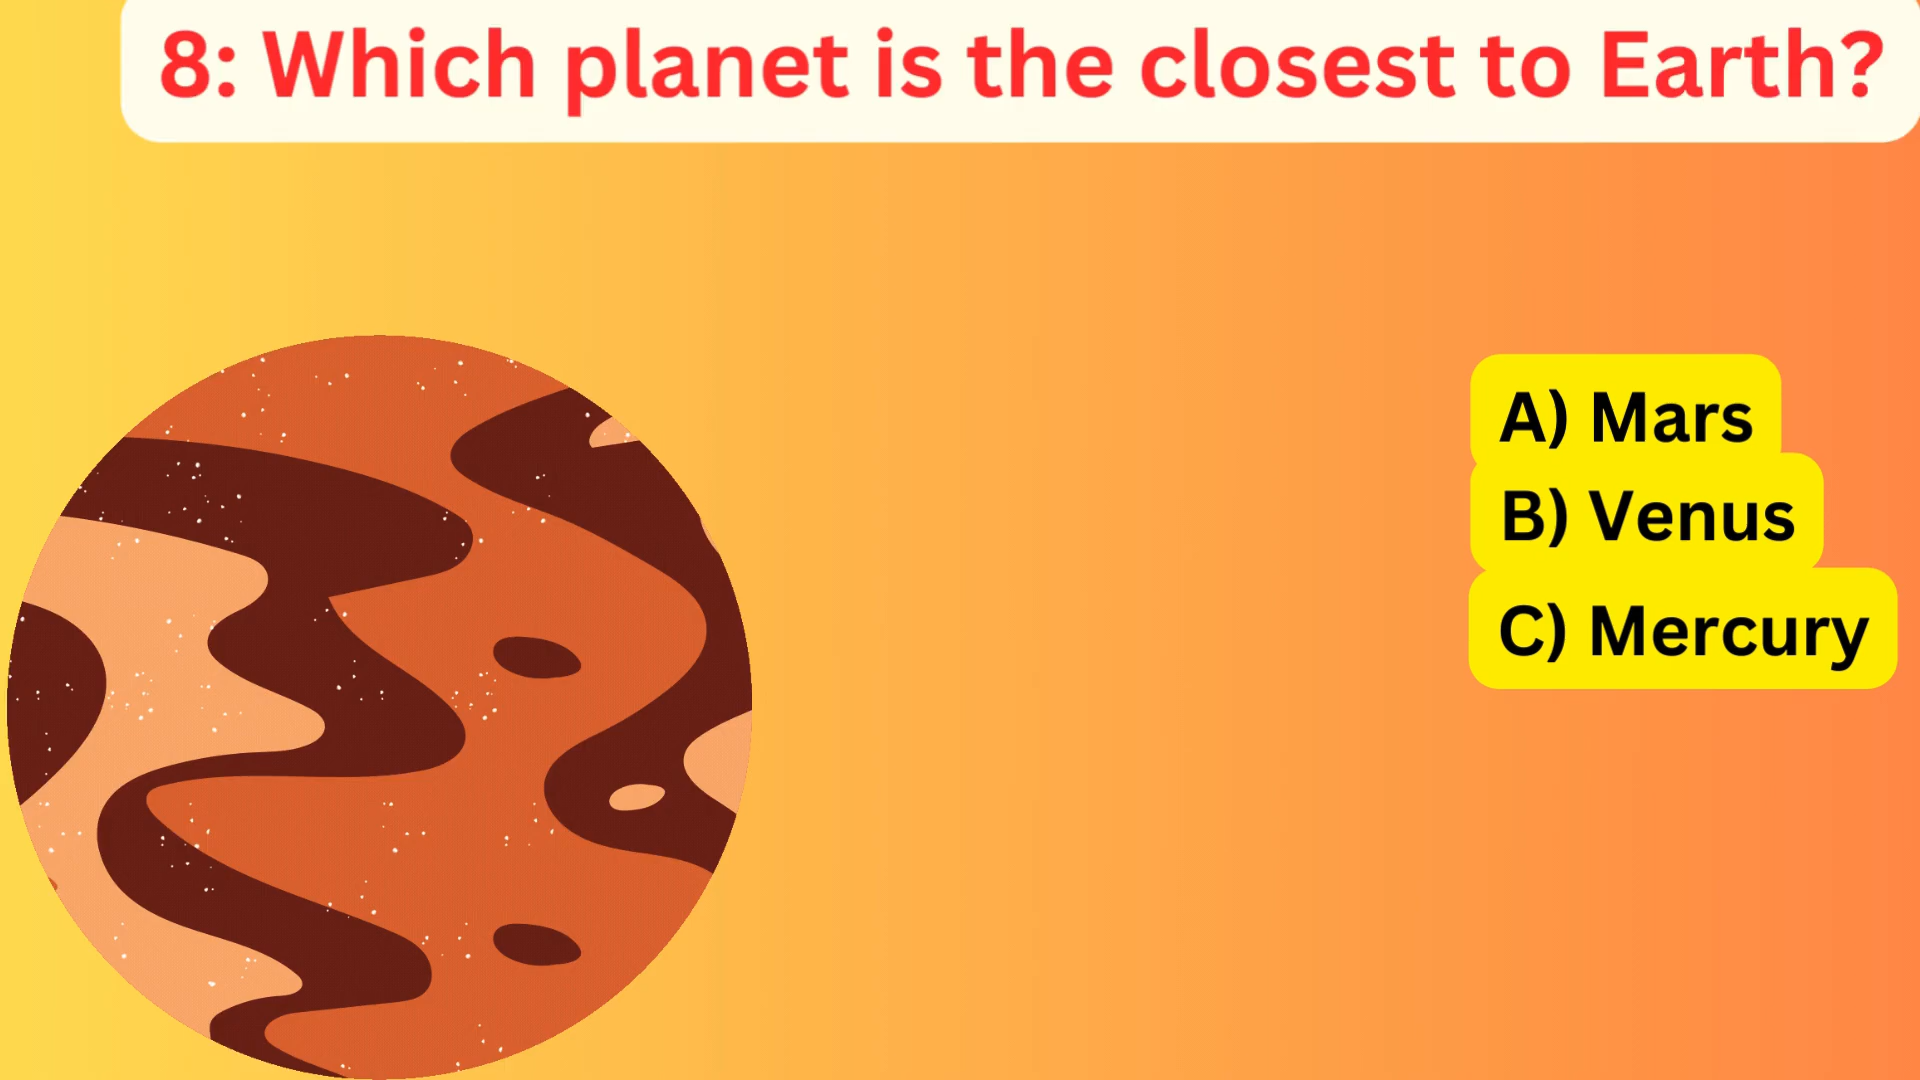 8: Which planet is the closest to Earth?
A) Mars
B) Venus
C) Mercury